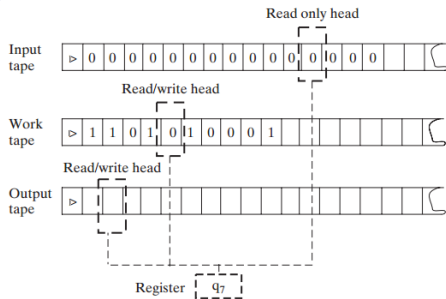 Read only head
Input tape
▷ 0 0 0 0 0 0 0 0 0 0 0 0 0 0 0
Read/write head
Work tape
▷ 1 1 0 1 0 1 0 0 0 1
Read/write head
Output tape
▷
Register q7